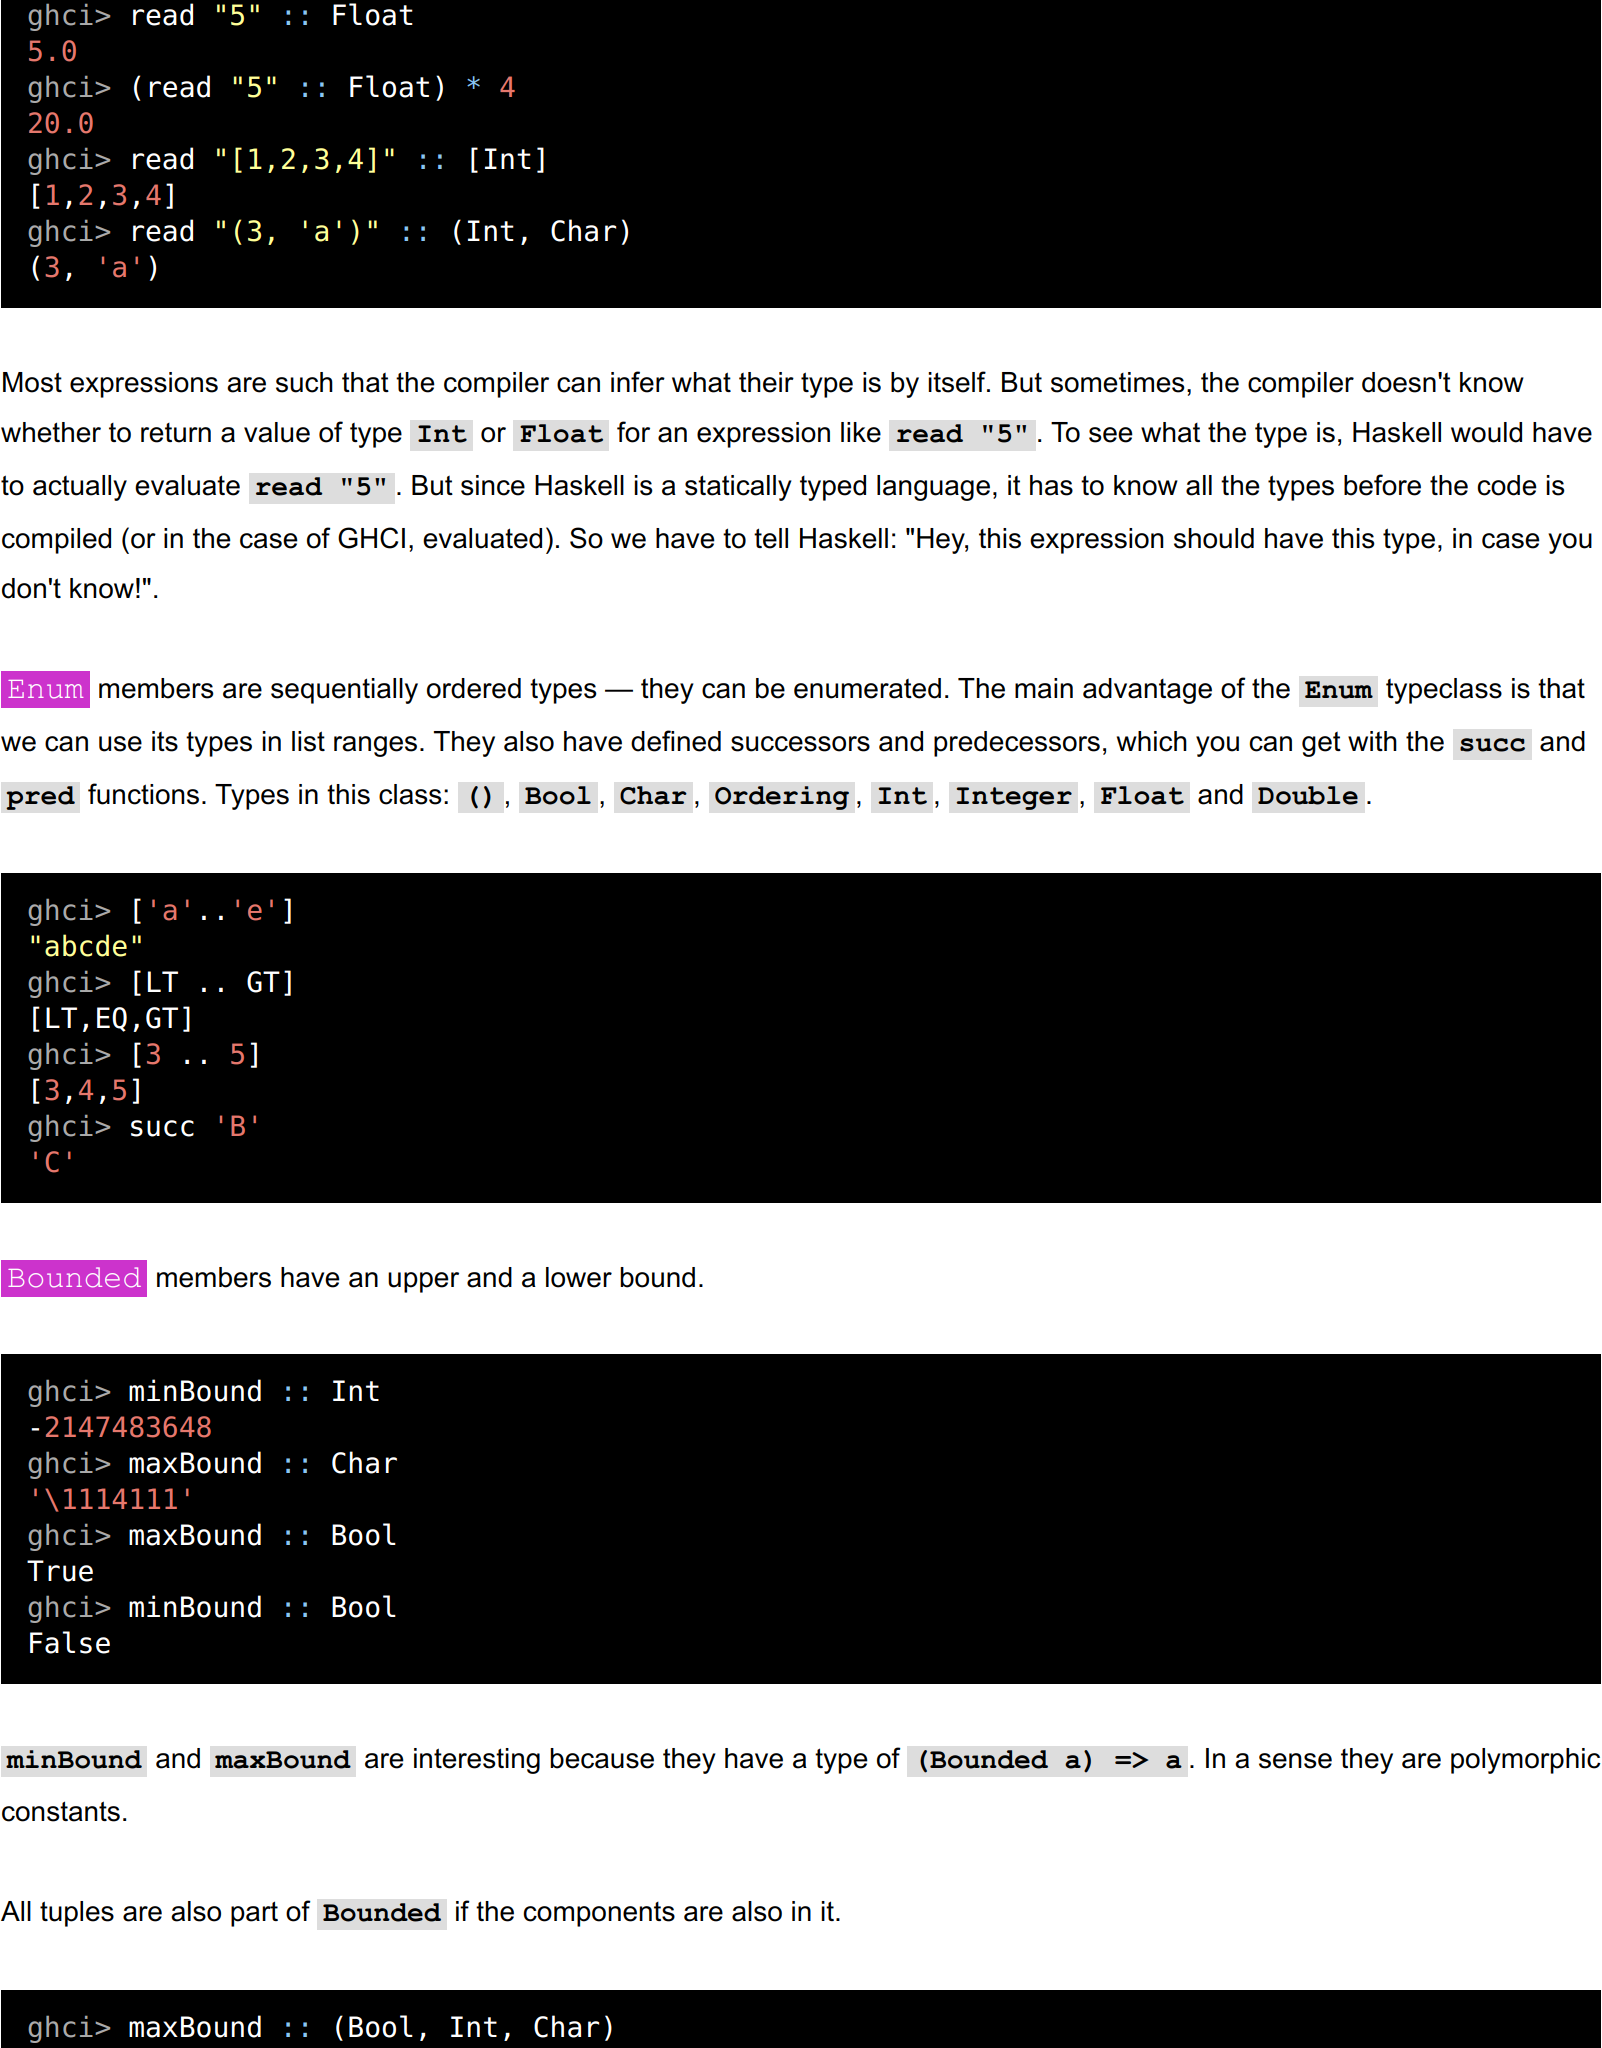 ghci> read "5" :: Float
5.0
ghci> (read "5" :: Float) * 4
20.0
ghci> read "[1,2,3,4]" :: [Int]
[1,2,3,4]
ghci> read "(3, 'a')" :: (Int, Char)
(3, 'a')
Most expressions are such that the compiler can infer what their type is by itself. But sometimes, the compiler doesn't know
whether to return a value of type Int or Float for an expression like read "5". To see what the type is, Haskell would have
to actually evaluate read "5". But since Haskell is a statically typed language, it has to know all the types before the code is
compiled (or in the case of GHCI, evaluated). So we have to tell Haskell: "Hey, this expression should have this type, in case you
don't know!".
Enum members are sequentially ordered types — they can be enumerated. The main advantage of the Enum typeclass is that
we can use its types in list ranges. They also have defined successors and predecessors, which you can get with the succ and
pred functions. Types in this class: (), Bool, Char, Ordering, Int, Integer, Float and Double.
ghci> ['a'..'e']
"abcde"
ghci> [LT .. GT]
[LT,EQ,GT]
ghci> [3 .. 5]
[3,4,5]
ghci> succ 'B'
'C'
Bounded members have an upper and a lower bound.
ghci> minBound :: Int
-2147483648
ghci> maxBound :: Char
'\1114111'
ghci> maxBound :: Bool
True
ghci> minBound :: Bool
False
minBound and maxBound are interesting because they have a type of (Bounded a) => a. In a sense they are polymorphic
constants.
All tuples are also part of Bounded if the components are also in it.
ghci> maxBound :: (Bool, Int, Char)